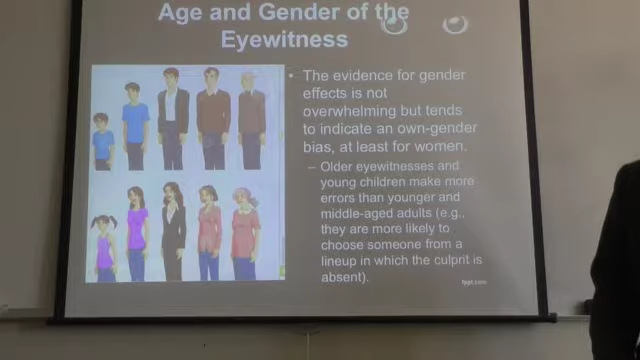 Age and Gender of the
Eyewitness
• The evidence for gender
effects is not
overwhelming but tends
to indicate an own-gender
bias, at least for women.
– Older eyewitnesses and
young children make more
errors than younger and
middle-aged adults (e.g.,
they are more likely to
choose someone from a
lineup in which the culprit is
absent).
fppt.com